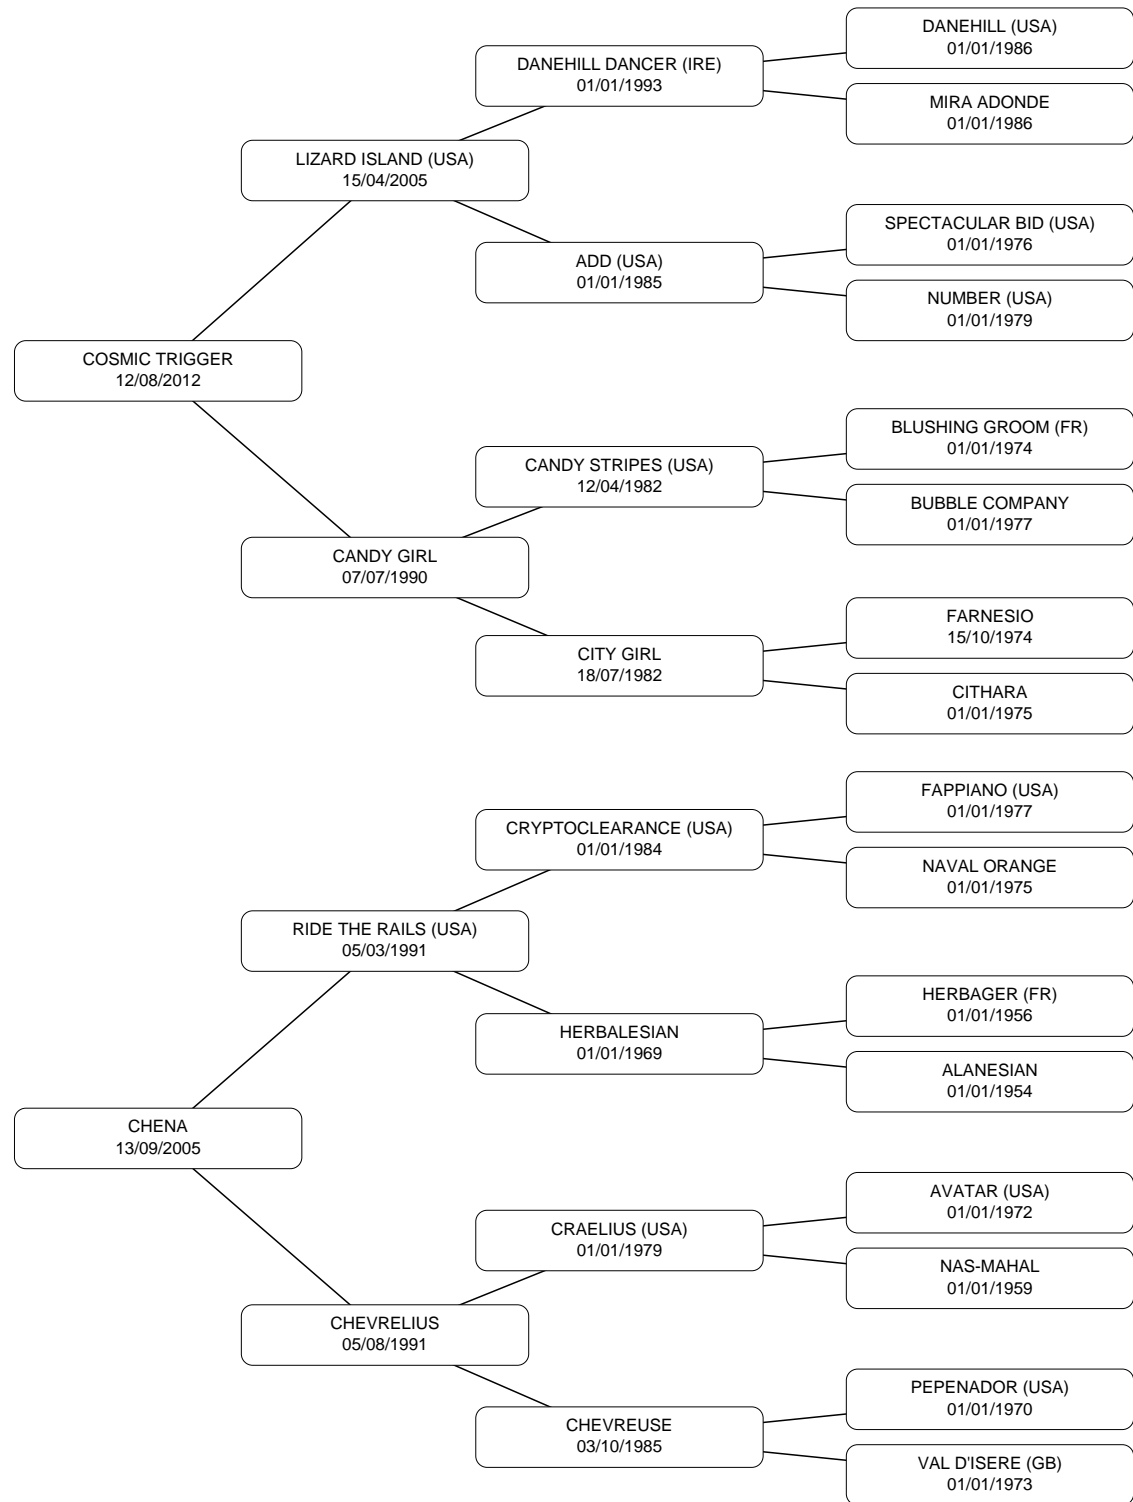 DANEHILL (USA)
01/01/1986
DANEHILL DANCER (IRE)
01/01/1993
MIRA ADONDE
01/01/1986
LIZARD ISLAND (USA)
15/04/2005
SPECTACULAR BID (USA)
01/01/1976
ADD (USA)
01/01/1985
NUMBER (USA)
01/01/1979
COSMIC TRIGGER
12/08/2012
BLUSHING GROOM (FR)
01/01/1974
CANDY STRIPES (USA)
12/04/1982
BUBBLE COMPANY
01/01/1977
CANDY GIRL
07/07/1990
FARNESIO
15/10/1974
CITY GIRL
18/07/1982
CITHARA
01/01/1975
FAPPIANO (USA)
01/01/1977
CRYPTOCLEARANCE (USA)
01/01/1984
NAVAL ORANGE
01/01/1975
RIDE THE RAILS (USA)
05/03/1991
HERBAGER (FR)
01/01/1956
HERBALESIAN
01/01/1969
ALANESIAN
01/01/1954
CHENA
13/09/2005
AVATAR (USA)
01/01/1972
CRAELIUS (USA)
01/01/1979
NAS-MAHAL
01/01/1959
CHEVRELIUS
05/08/1991
PEPENADOR (USA)
01/01/1970
CHEVREUSE
03/10/1985
VAL D'ISERE (GB)
01/01/1973